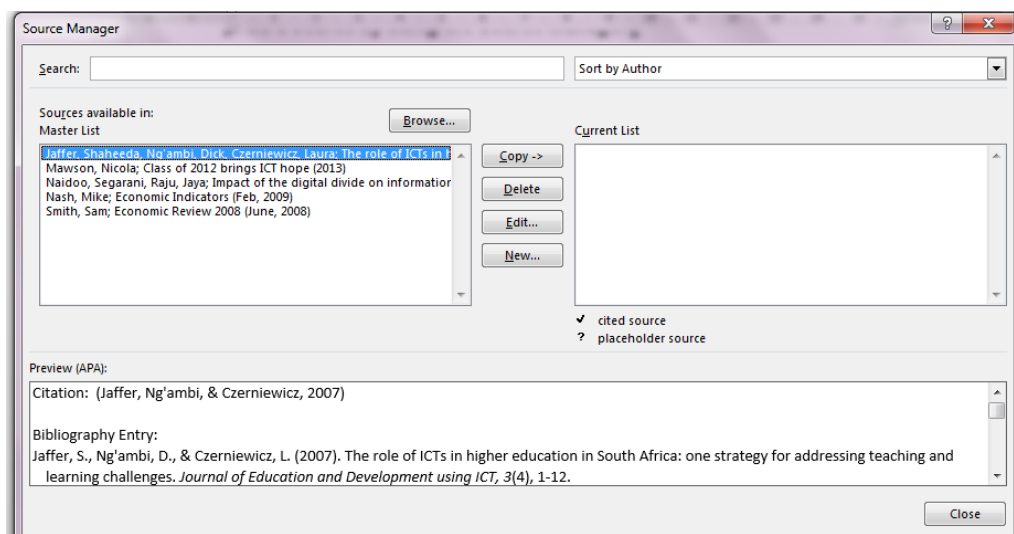 Source Manager
Search:
Sort by Author
Sources available in:
Master List
Browse...
Current List
Jaffer, Shaheeda, Ng'ambi, Dick, Czerniewicz, Laura; The role of ICTs in
Mawson, Nicola; Class of 2012 brings ICT hope (2013)
Naidoo, Segarani, Raju, Jaya; Impact of the digital divide on information
Nash, Mike; Economic Indicators (Feb, 2009)
Smith, Sam; Economic Review 2008 (June, 2008)
Copy ->
Delete
Edit...
New...
✔ cited source
? placeholder source
Preview (APA):
Citation: (Jaffer, Ng'ambi, & Czerniewicz, 2007)
Bibliography Entry:
Jaffer, S., Ng'ambi, D., & Czerniewicz, L. (2007). The role of ICTs in higher education in South Africa: one strategy for addressing teaching and
learning challenges. Journal of Education and Development using ICT, 3(4), 1-12.
Close